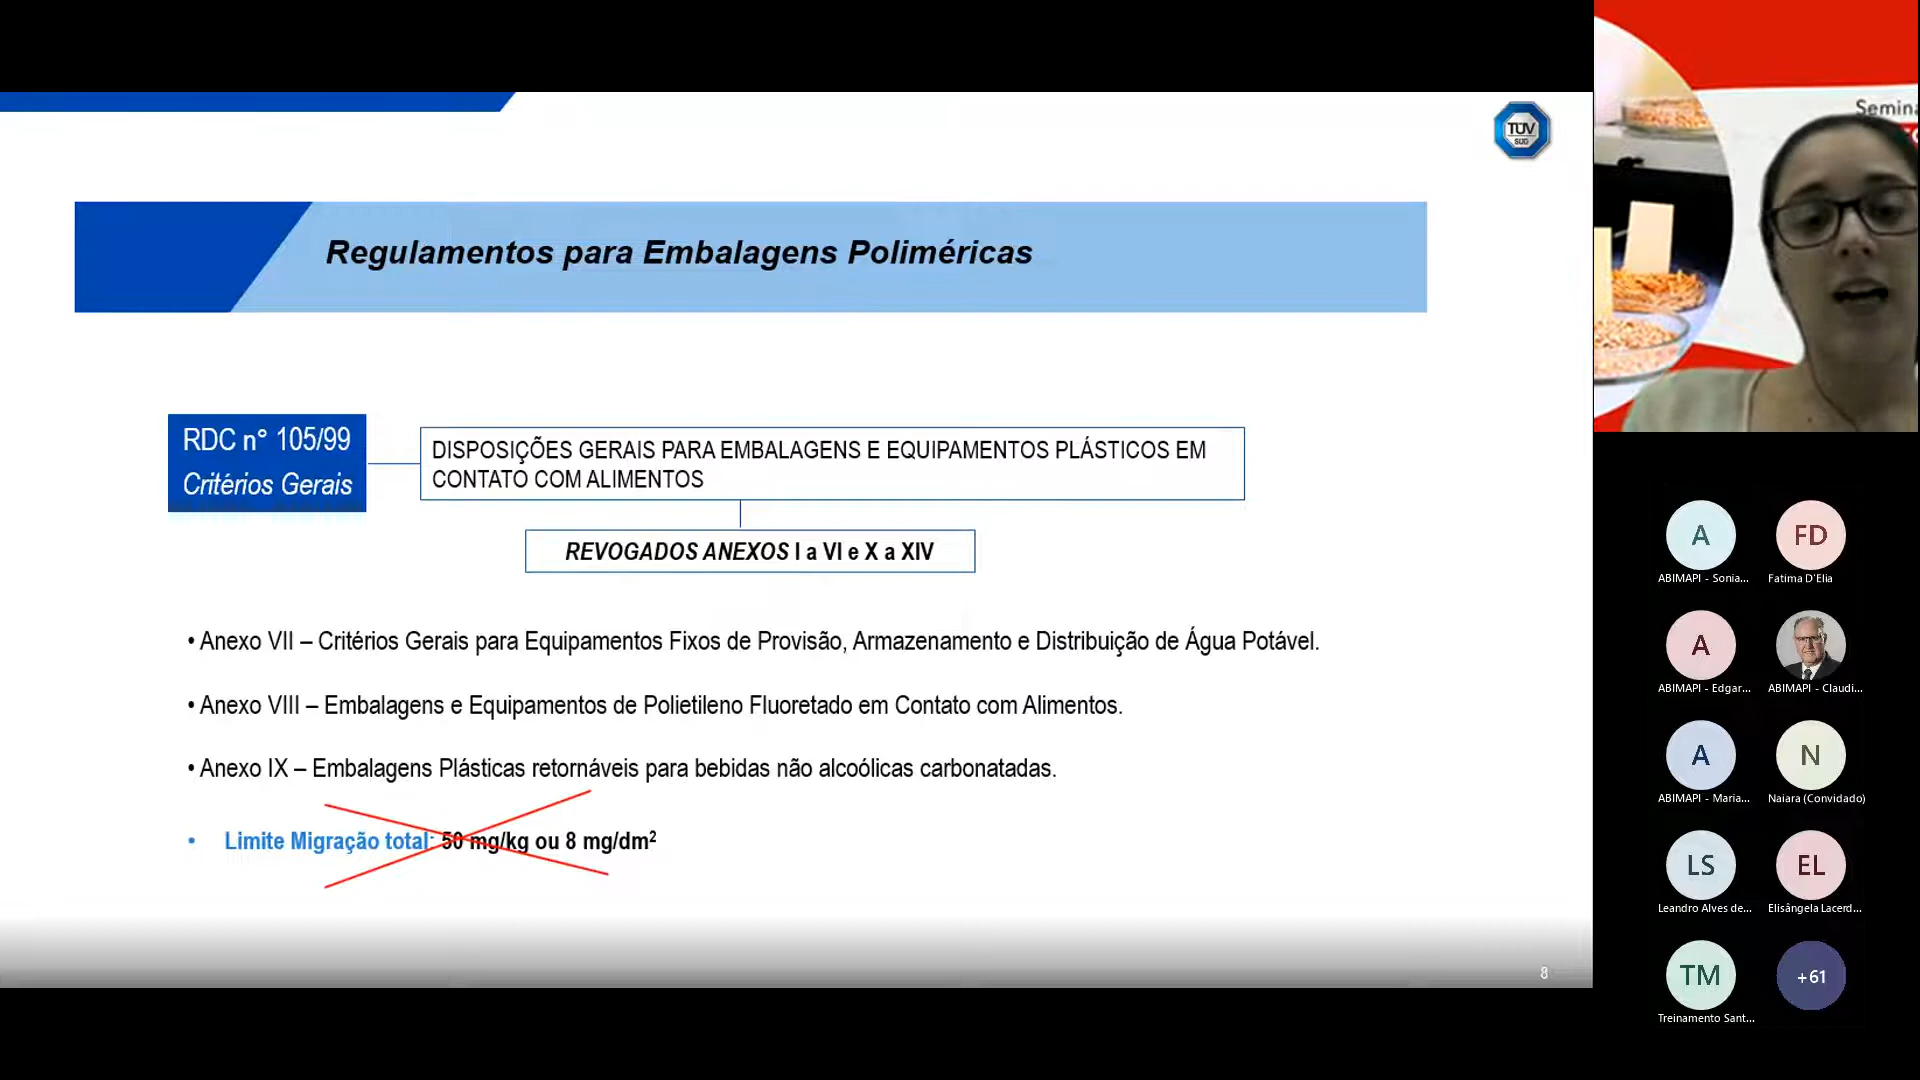 TÜV
SÜD
Regulamentos para Embalagens Poliméricas
RDC n° 105/99
Critérios Gerais
DISPOSIÇÕES GERAIS PARA EMBALAGENS E EQUIPAMENTOS PLÁSTICOS EM
CONTATO COM ALIMENTOS
REVOGADOS ANEXOS I a VI e X a XIV
• Anexo VII – Critérios Gerais para Equipamentos Fixos de Provisão, Armazenamento e Distribuição de Água Potável.
• Anexo VIII – Embalagens e Equipamentos de Polietileno Fluoretado em Contato com Alimentos.
• Anexo IX – Embalagens Plásticas retornáveis para bebidas não alcoólicas carbonatadas.
• Limite Migração total: 50 mg/kg ou 8 mg/dm²
8
Semina
A
ABIMAPI - Sonia...
FD
Fatima D'Elia
A
ABIMAPI - Edgar...
ABIMAPI - Claudi...
A
ABIMAPI - Maria...
N
Naiara (Convidado)
LS
Leandro Alves de...
EL
Elisângela Lacerd...
TM
Treinamento Sant...
+61